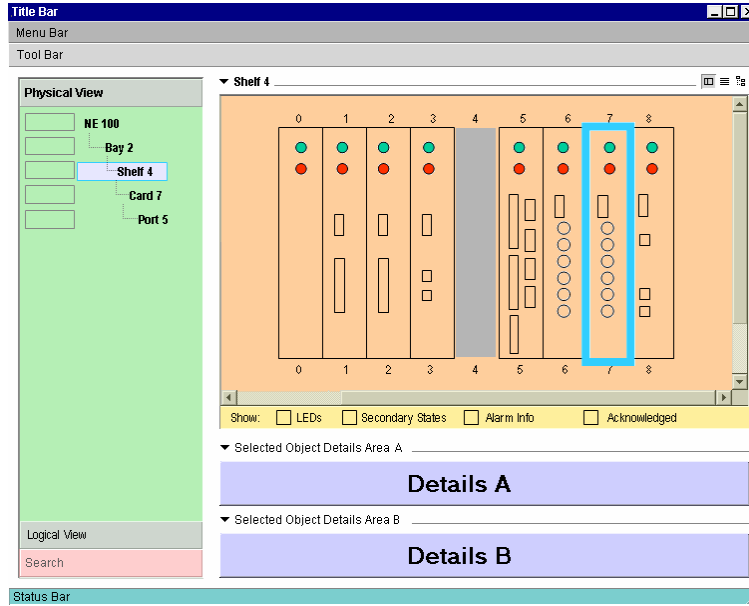 Title Bar
Menu Bar
Tool Bar
Physical View
NE 100
Bay 2
Shelf 4
Card 7
Port 5
Logical View
Search
Shelf 4
0 1 2 3 4 5 6 7 8
0 1 2 3 4 5 6 7 8
Show: LEDs Secondary States Alarm Info Acknowledged
Selected Object Details Area A
Details A
Selected Object Details Area B
Details B
Status Bar